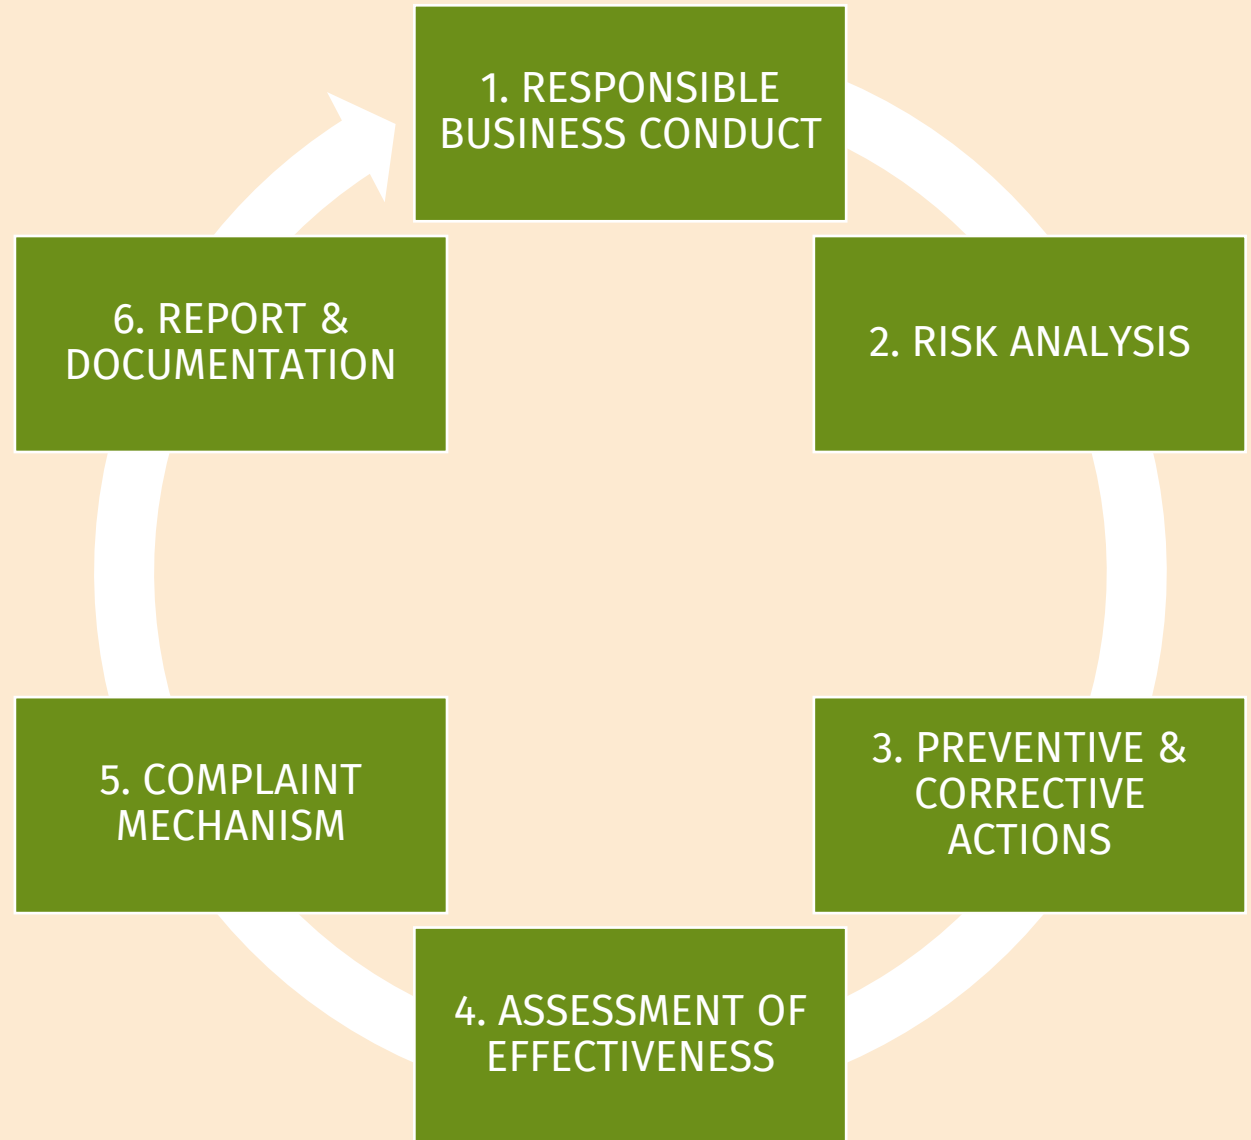 1. RESPONSIBLE
BUSINESS CONDUCT
2. RISK ANALYSIS
3. PREVENTIVE &
CORRECTIVE
ACTIONS
4. ASSESSMENT OF
EFFECTIVENESS
5. COMPLAINT
MECHANISM
6. REPORT &
DOCUMENTATION